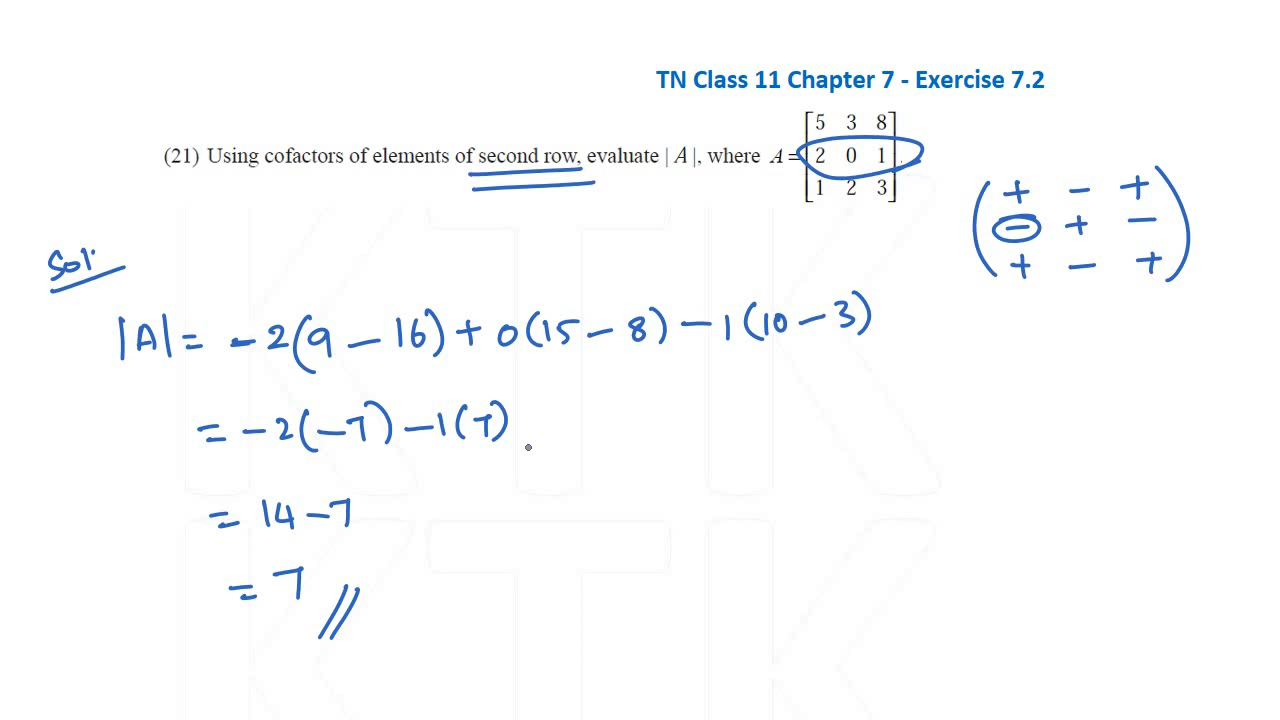 TN Class 11 Chapter 7 - Exercise 7.2
(21) Using cofactors of elements of second row, evaluate | A |, where A = [5 3 8
2 0 1
1 2 3].
+ - +
- + -
+ - +
Sol.
|A| = - 2(9 - 16) + 0(15 - 8) - 1(10 - 3)
= - 2(-7) - 1(7)
= 14 - 7
= 7 //
KTK
KTK